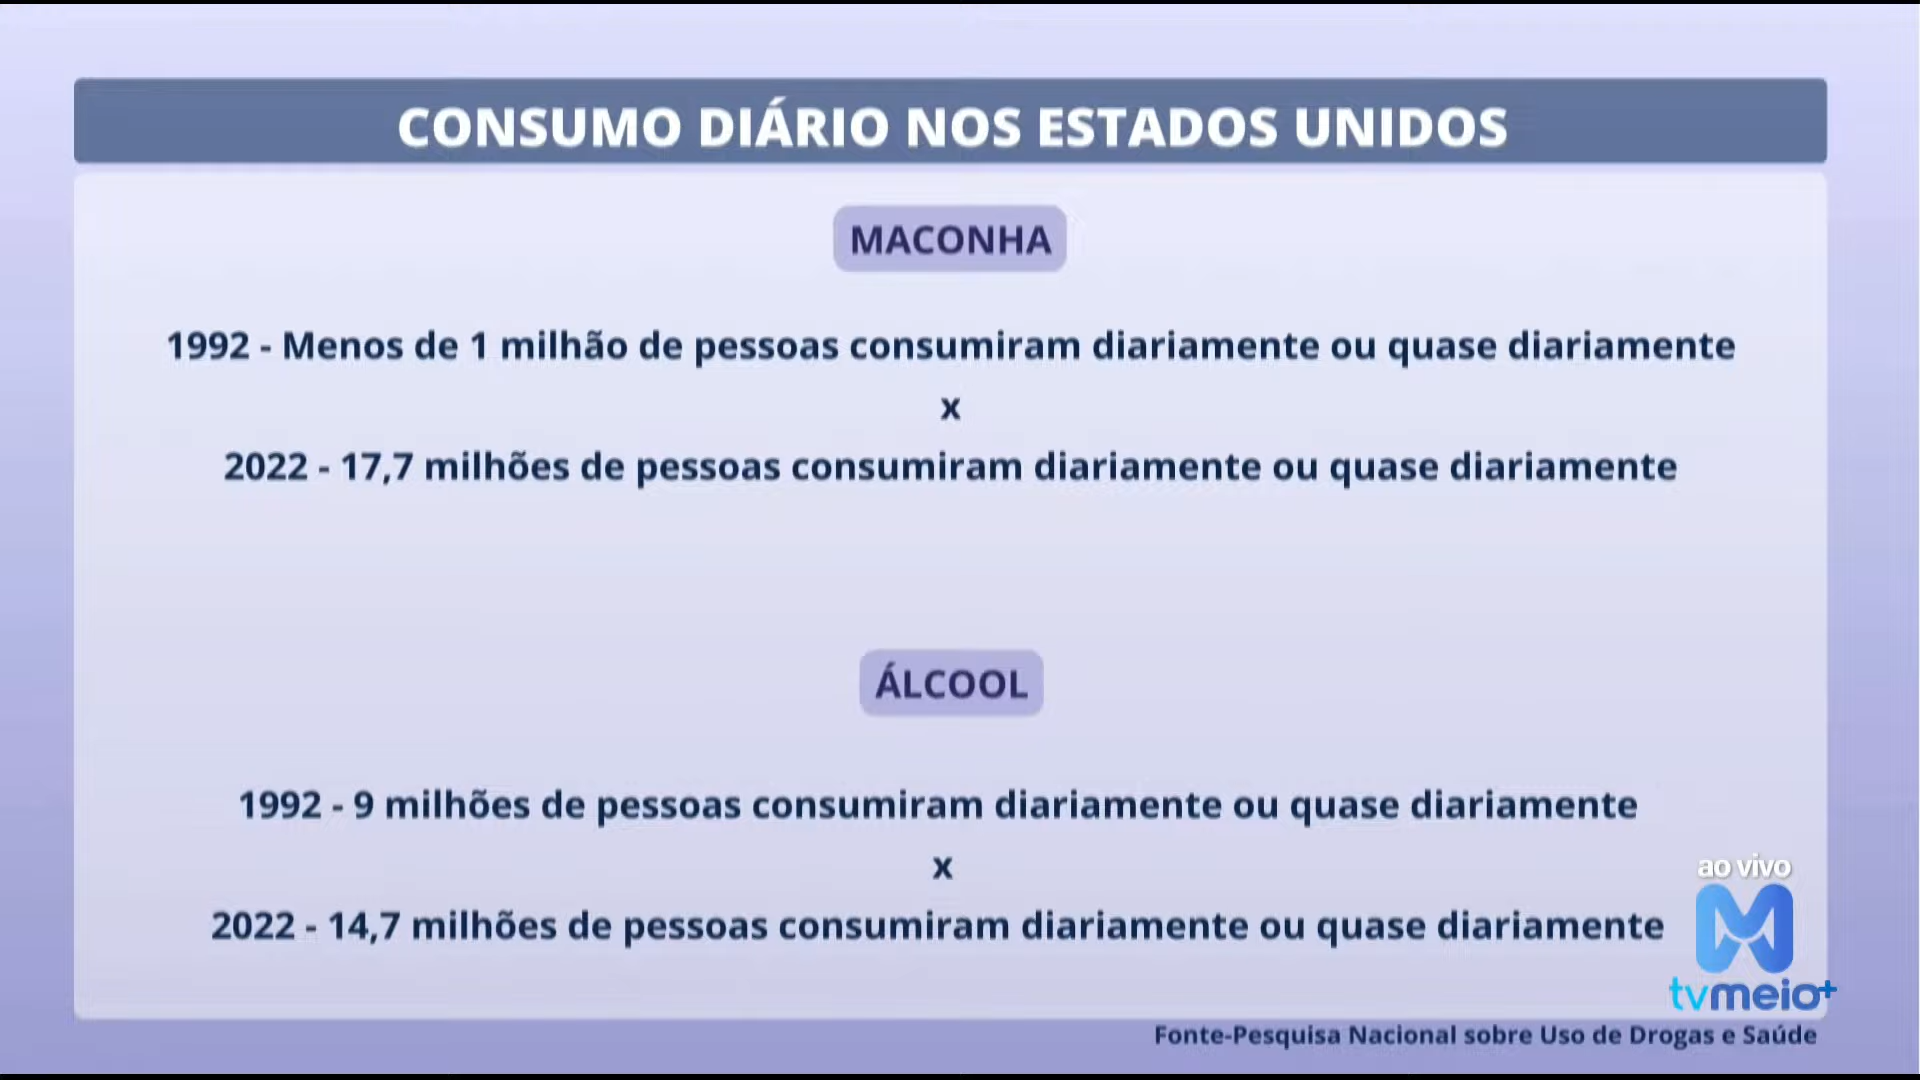 CONSUMO DIÁRIO NOS ESTADOS UNIDOS
MACONHA
1992 - Menos de 1 milhão de pessoas consumiram diariamente ou quase diariamente
x
2022 - 17,7 milhões de pessoas consumiram diariamente ou quase diariamente
ÁLCOOL
1992 - 9 milhões de pessoas consumiram diariamente ou quase diariamente
x
2022 - 14,7 milhões de pessoas consumiram diariamente ou quase diariamente
ao vivo
tvmeio+
Fonte-Pesquisa Nacional sobre Uso de Drogas e Saúde